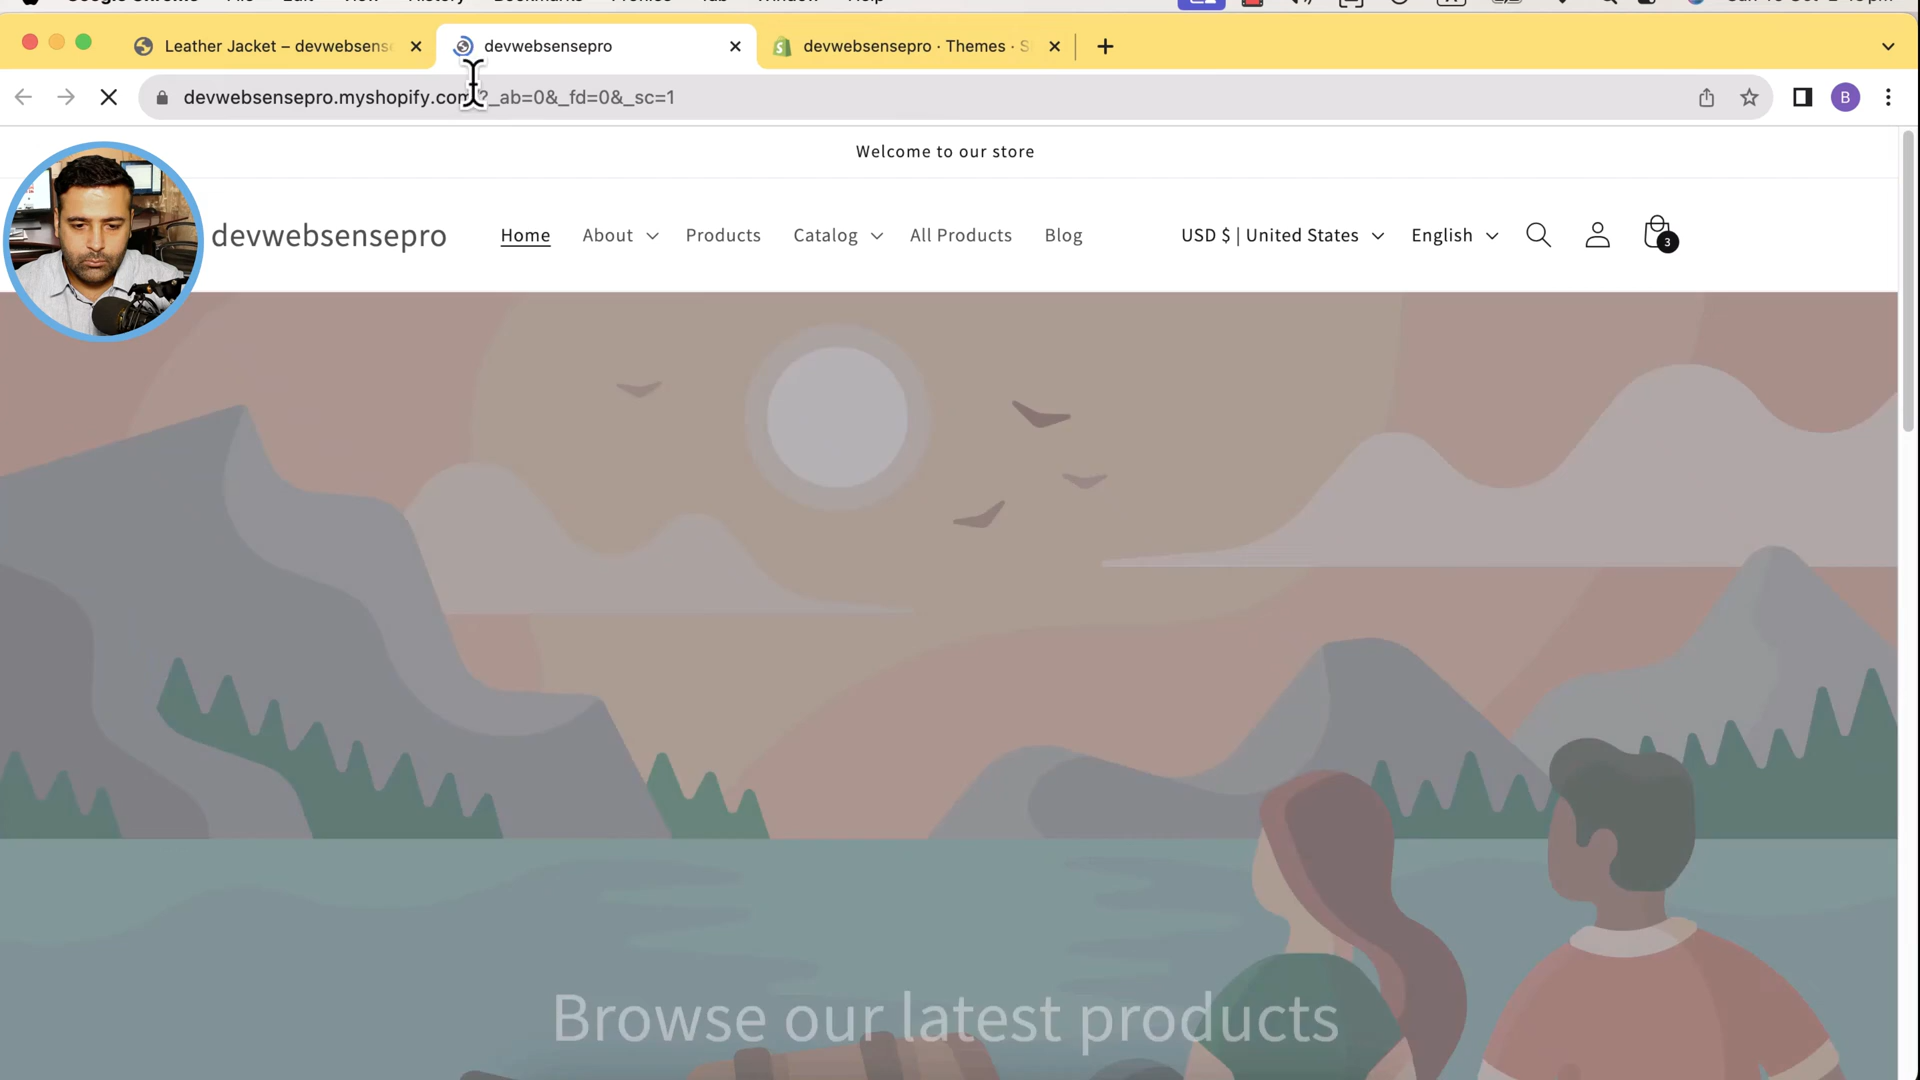 Leather Jacket – devwebsense
devwebsensepro
devwebsensepro · Themes · S
devwebsensepro.myshopify.com/?_ab=0&_fd=0&_sc=1
B
Welcome to our store
devwebsensepro
Home
About
Products
Catalog
All Products
Blog
USD $ | United States
English
3
Browse our latest products